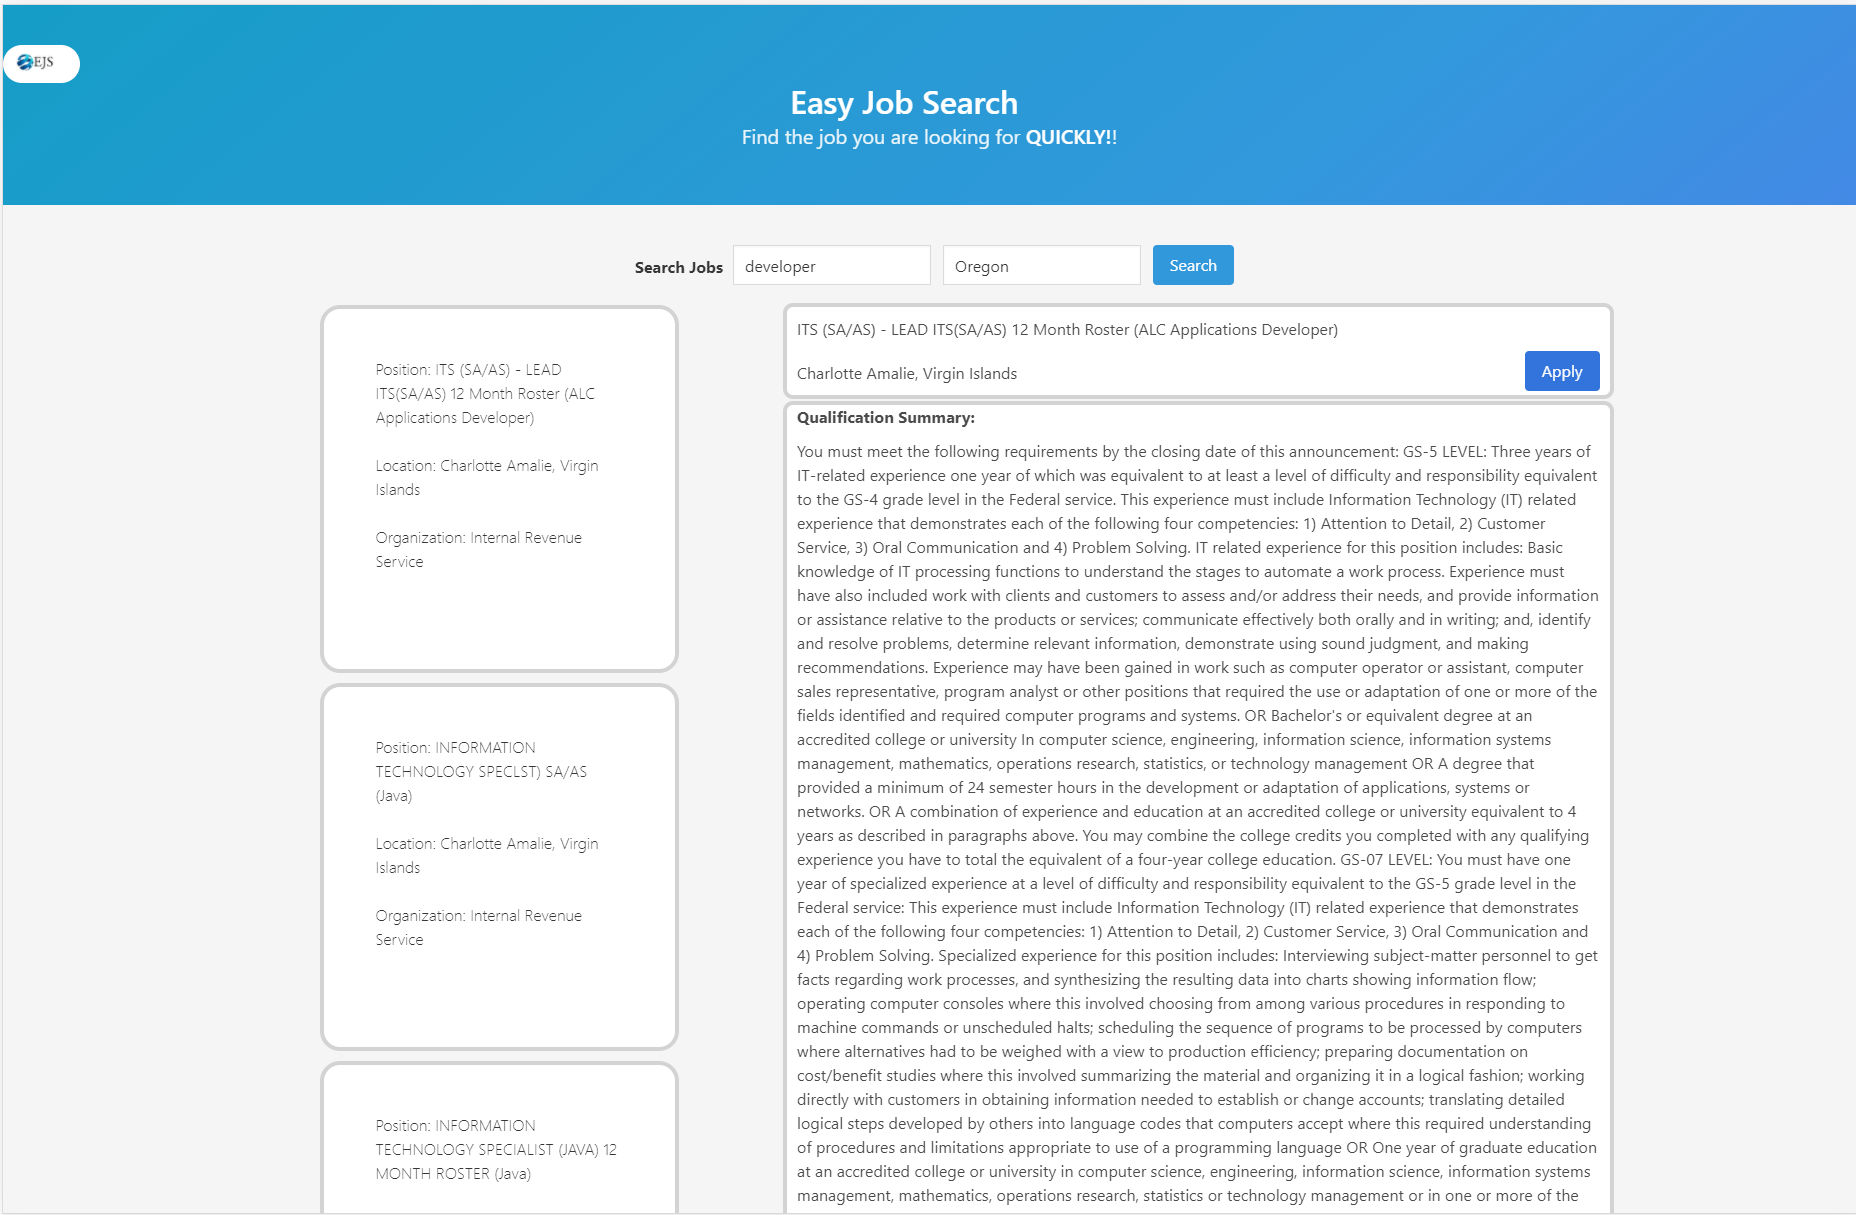 EJS
Easy Job Search
Find the job you are looking for QUICKLY!!
Search Jobs
developer
Oregon
Search
Position: ITS (SA/AS) - LEAD
ITS(SA/AS) 12 Month Roster (ALC
Applications Developer)
Location: Charlotte Amalie, Virgin
Islands
Organization: Internal Revenue
Service
Position: INFORMATION
TECHNOLOGY SPECLST) SA/AS
(Java)
Location: Charlotte Amalie, Virgin
Islands
Organization: Internal Revenue
Service
Position: INFORMATION
TECHNOLOGY SPECIALIST (JAVA) 12
MONTH ROSTER (Java)
ITS (SA/AS) - LEAD ITS(SA/AS) 12 Month Roster (ALC Applications Developer)
Charlotte Amalie, Virgin Islands
Apply
Qualification Summary:
You must meet the following requirements by the closing date of this announcement: GS-5 LEVEL: Three years of
IT-related experience one year of which was equivalent to at least a level of difficulty and responsibility equivalent
to the GS-4 grade level in the Federal service. This experience must include Information Technology (IT) related
experience that demonstrates each of the following four competencies: 1) Attention to Detail, 2) Customer
Service, 3) Oral Communication and 4) Problem Solving. IT related experience for this position includes: Basic
knowledge of IT processing functions to understand the stages to automate a work process. Experience must
have also included work with clients and customers to assess and/or address their needs, and provide information
or assistance relative to the products or services; communicate effectively both orally and in writing; and, identify
and resolve problems, determine relevant information, demonstrate using sound judgment, and making
recommendations. Experience may have been gained in work such as computer operator or assistant, computer
sales representative, program analyst or other positions that required the use or adaptation of one or more of the
fields identified and required computer programs and systems. OR Bachelor's or equivalent degree at an
accredited college or university In computer science, engineering, information science, information systems
management, mathematics, operations research, statistics, or technology management OR A degree that
provided a minimum of 24 semester hours in the development or adaptation of applications, systems or
networks. OR A combination of experience and education at an accredited college or university equivalent to 4
years as described in paragraphs above. You may combine the college credits you completed with any qualifying
experience you have to total the equivalent of a four-year college education. GS-07 LEVEL: You must have one
year of specialized experience at a level of difficulty and responsibility equivalent to the GS-5 grade level in the
Federal service: This experience must include Information Technology (IT) related experience that demonstrates
each of the following four competencies: 1) Attention to Detail, 2) Customer Service, 3) Oral Communication and
4) Problem Solving. Specialized experience for this position includes: Interviewing subject-matter personnel to get
facts regarding work processes, and synthesizing the resulting data into charts showing information flow;
operating computer consoles where this involved choosing from among various procedures in responding to
machine commands or unscheduled halts; scheduling the sequence of programs to be processed by computers
where alternatives had to be weighed with a view to production efficiency; preparing documentation on
cost/benefit studies where this involved summarizing the material and organizing it in a logical fashion; working
directly with customers in obtaining information needed to establish or change accounts; translating detailed
logical steps developed by others into language codes that computers accept where this required understanding
of procedures and limitations appropriate to use of a programming language OR One year of graduate education
at an accredited college or university in computer science, engineering, information science, information systems
management, mathematics, operations research, statistics or technology management or in one or more of the